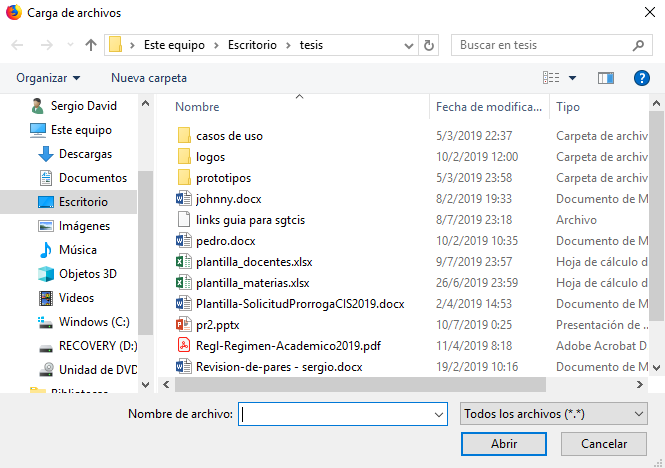 Carga de archivos
Este equipo > Escritorio > tesis
Buscar en tesis
Organizar
Nueva carpeta
?
Sergio David
Este equipo
Descargas
Documentos
Escritorio
Imágenes
Música
Objetos 3D
Videos
Windows (C:)
RECOVERY (D:)
Unidad de DVD
Bibliotecas
Nombre Fecha de modifica... Tipo
casos de uso 5/3/2019 22:37 Carpeta de archiv
logos 10/2/2019 12:00 Carpeta de archiv
prototipos 5/3/2019 23:58 Carpeta de archiv
johnny.docx 8/2/2019 19:33 Documento de M
links guia para sgtcis 8/7/2019 23:18 Archivo
pedro.docx 10/2/2019 10:35 Documento de M
plantilla_docentes.xlsx 9/7/2019 23:57 Hoja de cálculo d
plantilla_materias.xlsx 26/6/2019 23:59 Hoja de cálculo d
Plantilla-SolicitudProrrogaCIS2019.docx 2/4/2019 14:53 Documento de M
pr2.pptx 10/7/2019 0:25 Presentación de ...
Regl-Regimen-Academico2019.pdf 11/4/2019 8:18 Adobe Acrobat D
Revision-de-pares - sergio.docx 19/2/2019 10:16 Documento de M
Nombre de archivo:
Todos los archivos (*.*)
Abrir
Cancelar